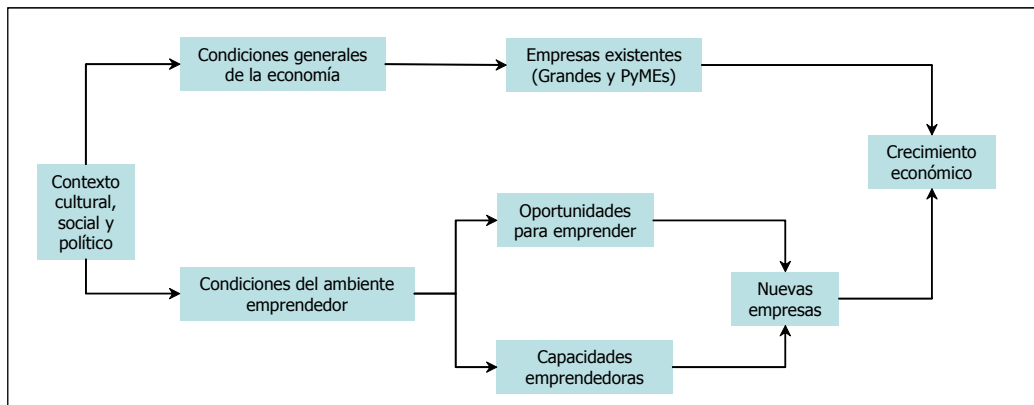 Condiciones generales
de la economía
Empresas existentes
(Grandes y PyMEs)
Crecimiento
económico
Contexto
cultural,
social y
político
Oportunidades
para emprender
Condiciones del ambiente
emprendedor
Nuevas
empresas
Capacidades
emprendedoras